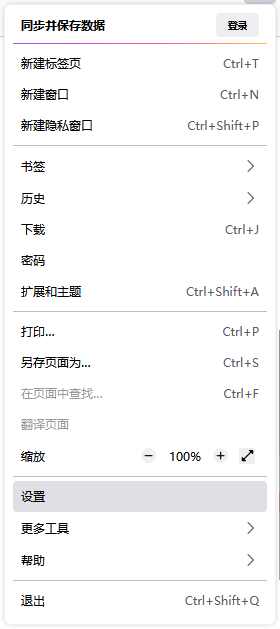 同步并保存数据 登录
新建标签页 Ctrl+T
新建窗口 Ctrl+N
新建隐私窗口 Ctrl+Shift+P
书签
历史
下载 Ctrl+J
密码
扩展和主题 Ctrl+Shift+A
打印... Ctrl+P
另存页面为... Ctrl+S
在页面中查找... Ctrl+F
翻译页面
缩放 − 100% +
设置
更多工具
帮助
退出 Ctrl+Shift+Q